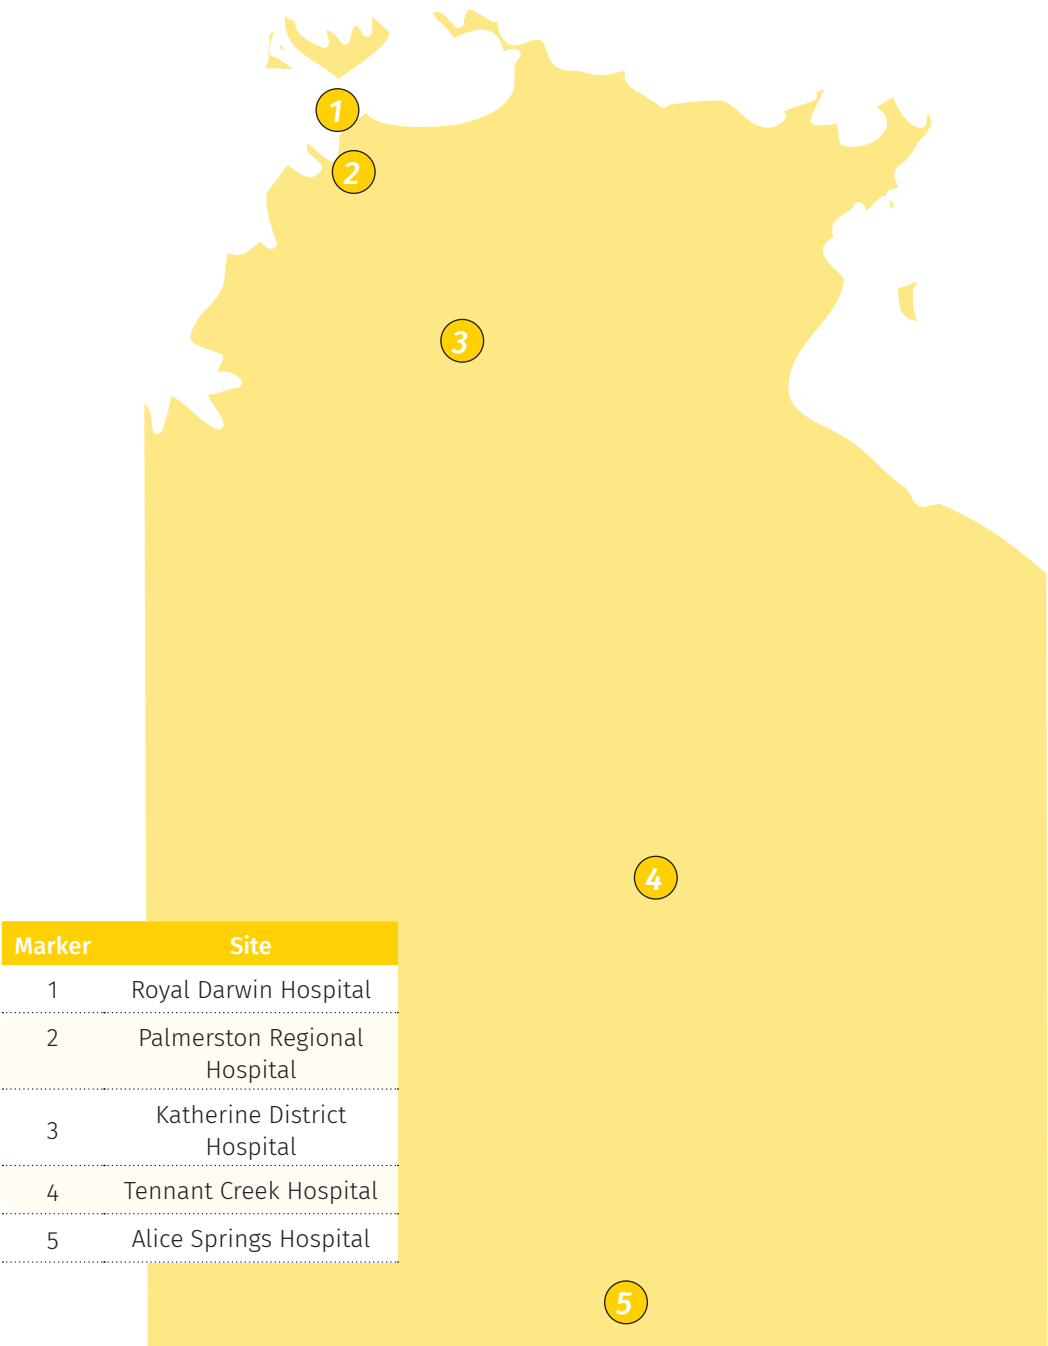 1
2
3
4
Marker Site
1 Royal Darwin Hospital
2 Palmerston Regional
Hospital
3 Katherine District
Hospital
4 Tennant Creek Hospital
5 Alice Springs Hospital
5